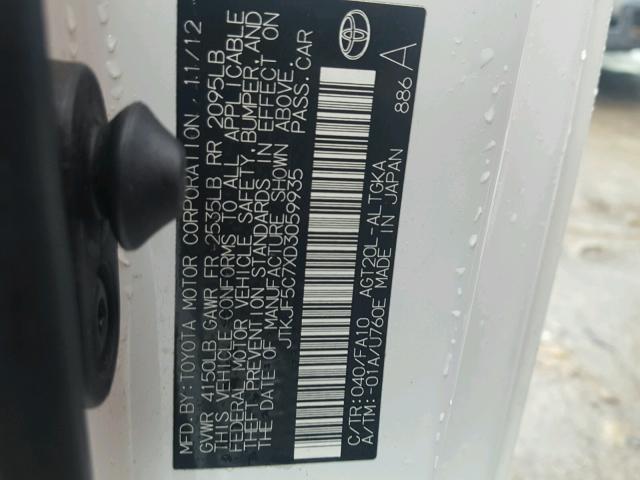 MFD. BY: TOYOTA MOTOR CORPORATION 11/12
GVWR 4150LB GAWR FR 2535LB RR 2095LB
THIS VEHICLE CONFORMS TO ALL APPLICABLE
FEDERAL MOTOR VEHICLE SAFETY, BUMPER, AND
THEFT PREVENTION STANDARDS IN EFFECT ON
THE DATE OF MANUFACTURE SHOWN ABOVE.
JTKJF5C7XD3059935 PASS. CAR
C/TR: 040/FA10 AGT20L-ALTGKA
A/TM: -01A/U760E MADE IN JAPAN
886 A